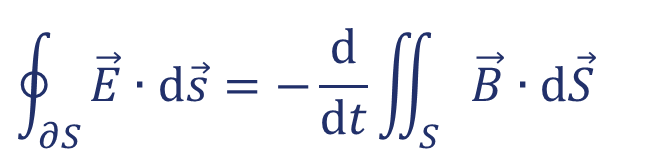 ∮_∂S E⃗ · ds⃗ = − d/dt ∬_S B⃗ · dS⃗